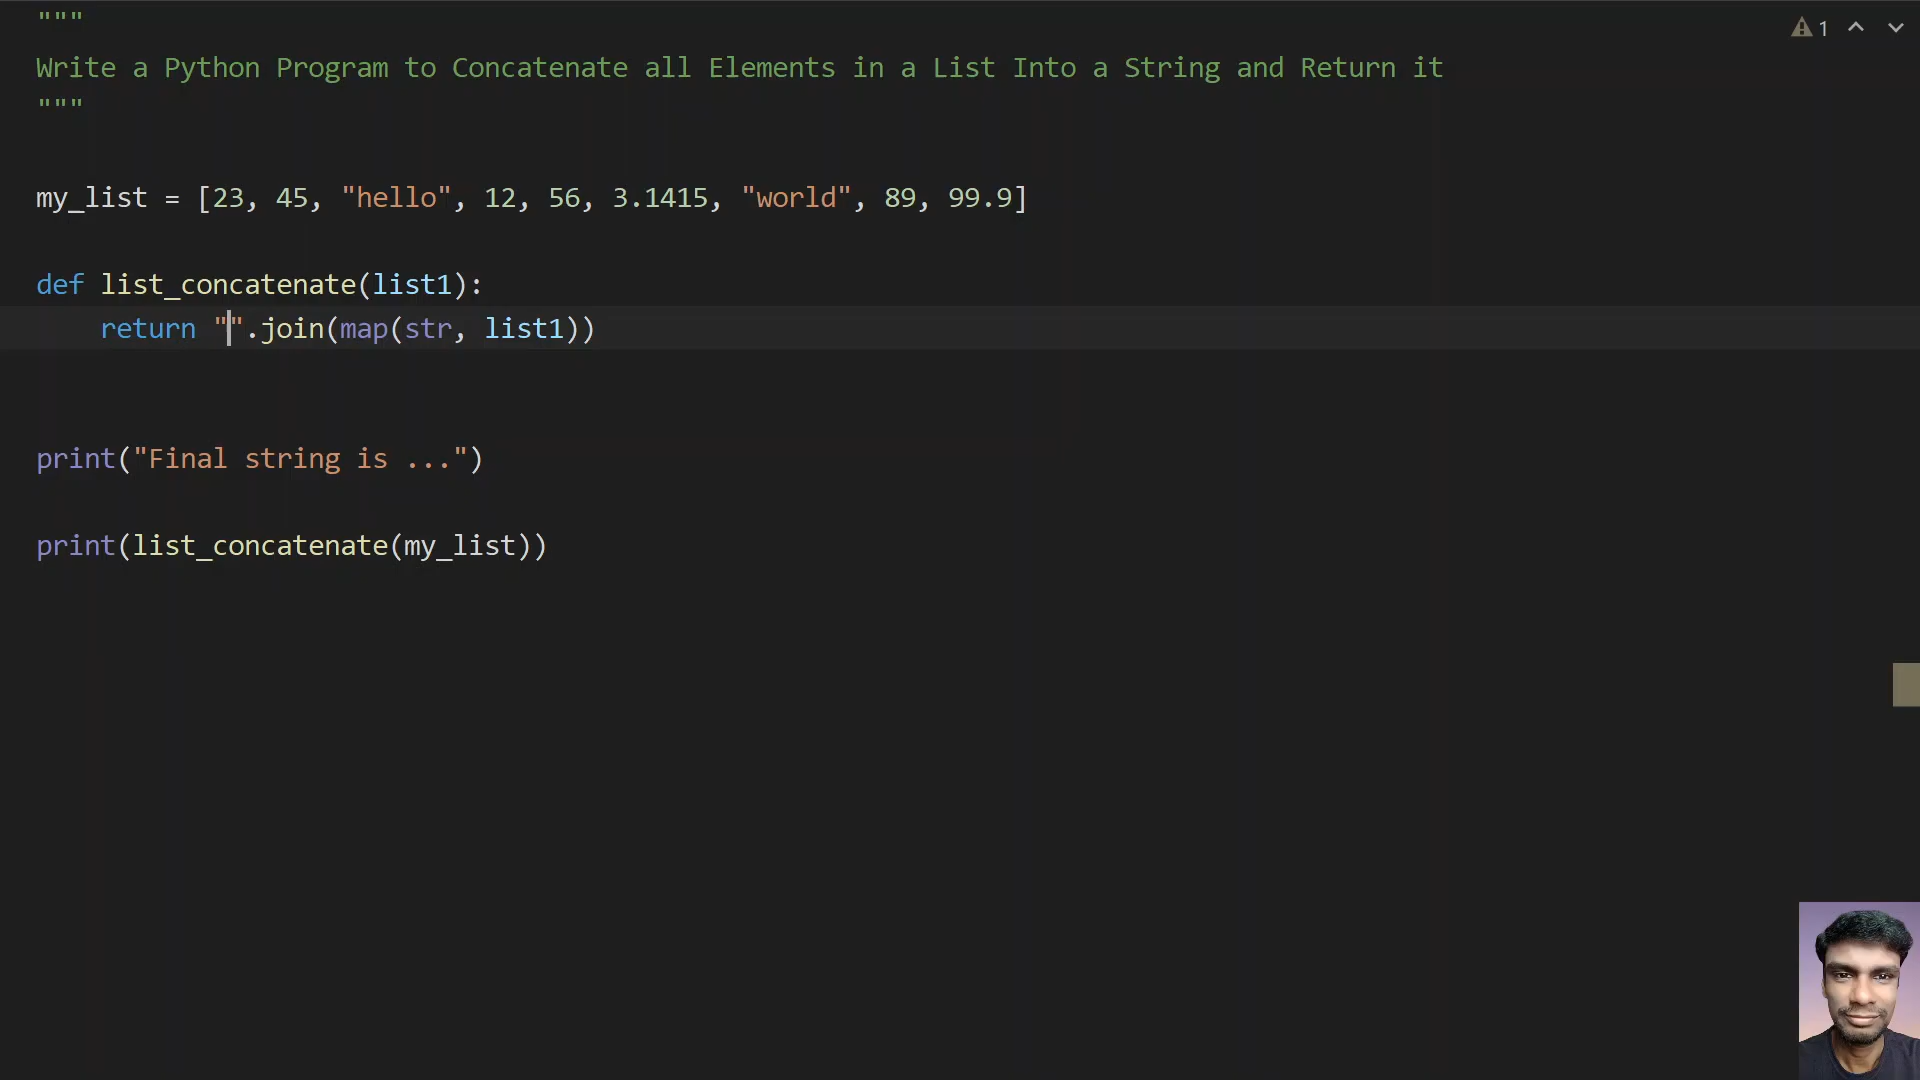 """
1
Write a Python Program to Concatenate all Elements in a List Into a String and Return it
"""
my_list = [23, 45, "hello", 12, 56, 3.1415, "world", 89, 99.9]
def list_concatenate(list1):
    return "".join(map(str, list1))
print("Final string is ...")
print(list_concatenate(my_list))